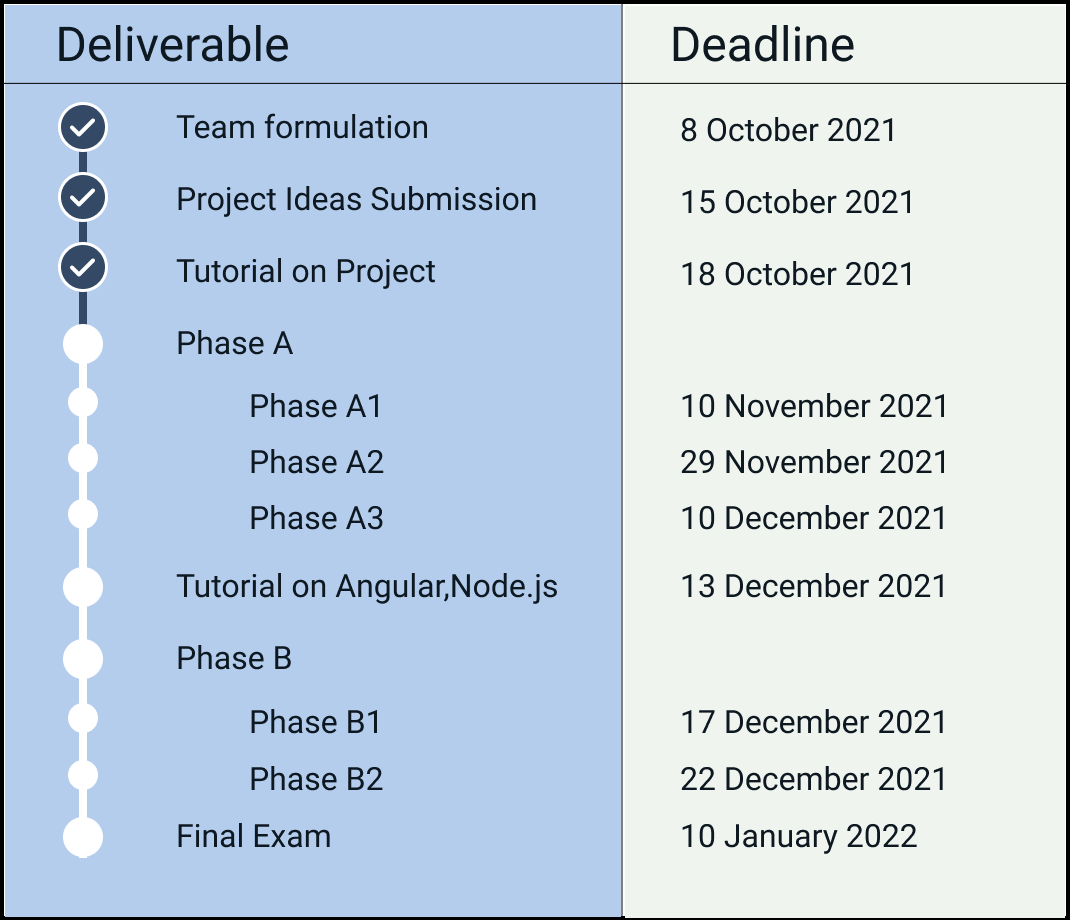 Deliverable Deadline
Team formulation 8 October 2021
Project Ideas Submission 15 October 2021
Tutorial on Project 18 October 2021
Phase A
Phase A1 10 November 2021
Phase A2 29 November 2021
Phase A3 10 December 2021
Tutorial on Angular,Node.js 13 December 2021
Phase B
Phase B1 17 December 2021
Phase B2 22 December 2021
Final Exam 10 January 2022